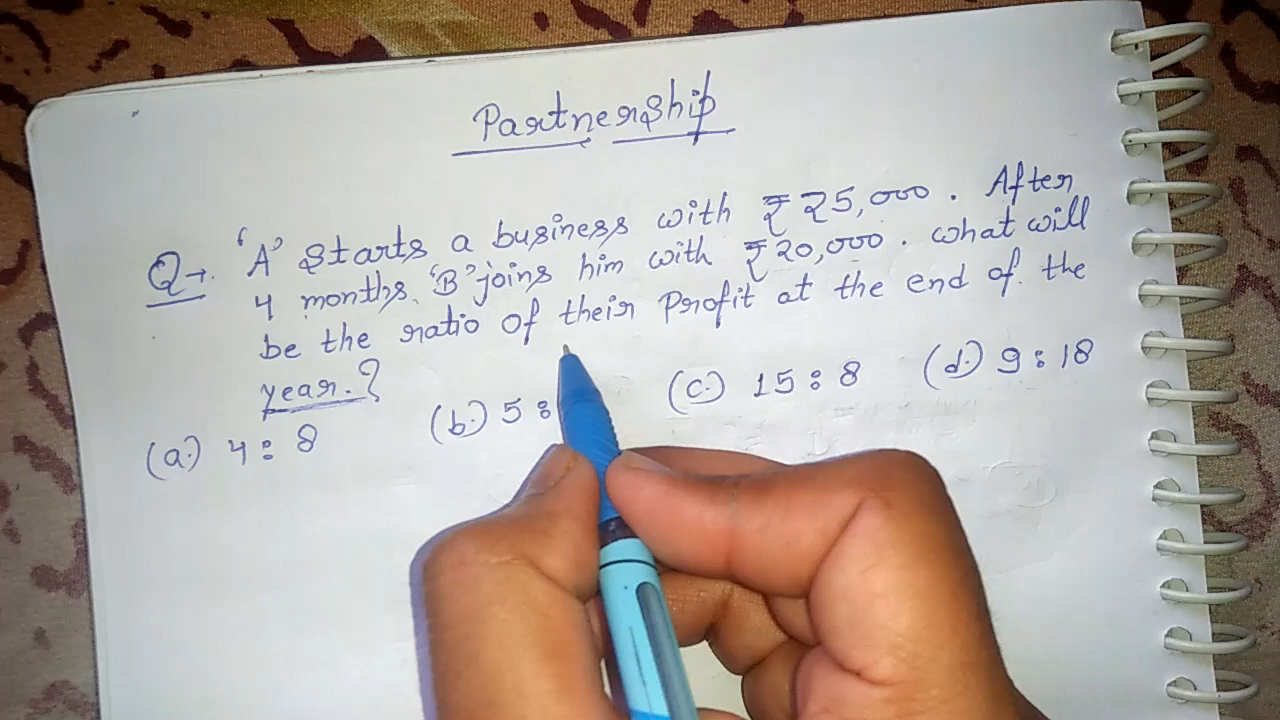 Partnership
Q→. 'A' starts a business with ₹ 25,000. After
4 months, 'B' joins him with ₹ 20,000. what will
be the ratio of their Profit at the end of the
year.?
(a.) 4 : 8 (b.) 5 : (c.) 15 : 8 (d.) 9 : 18